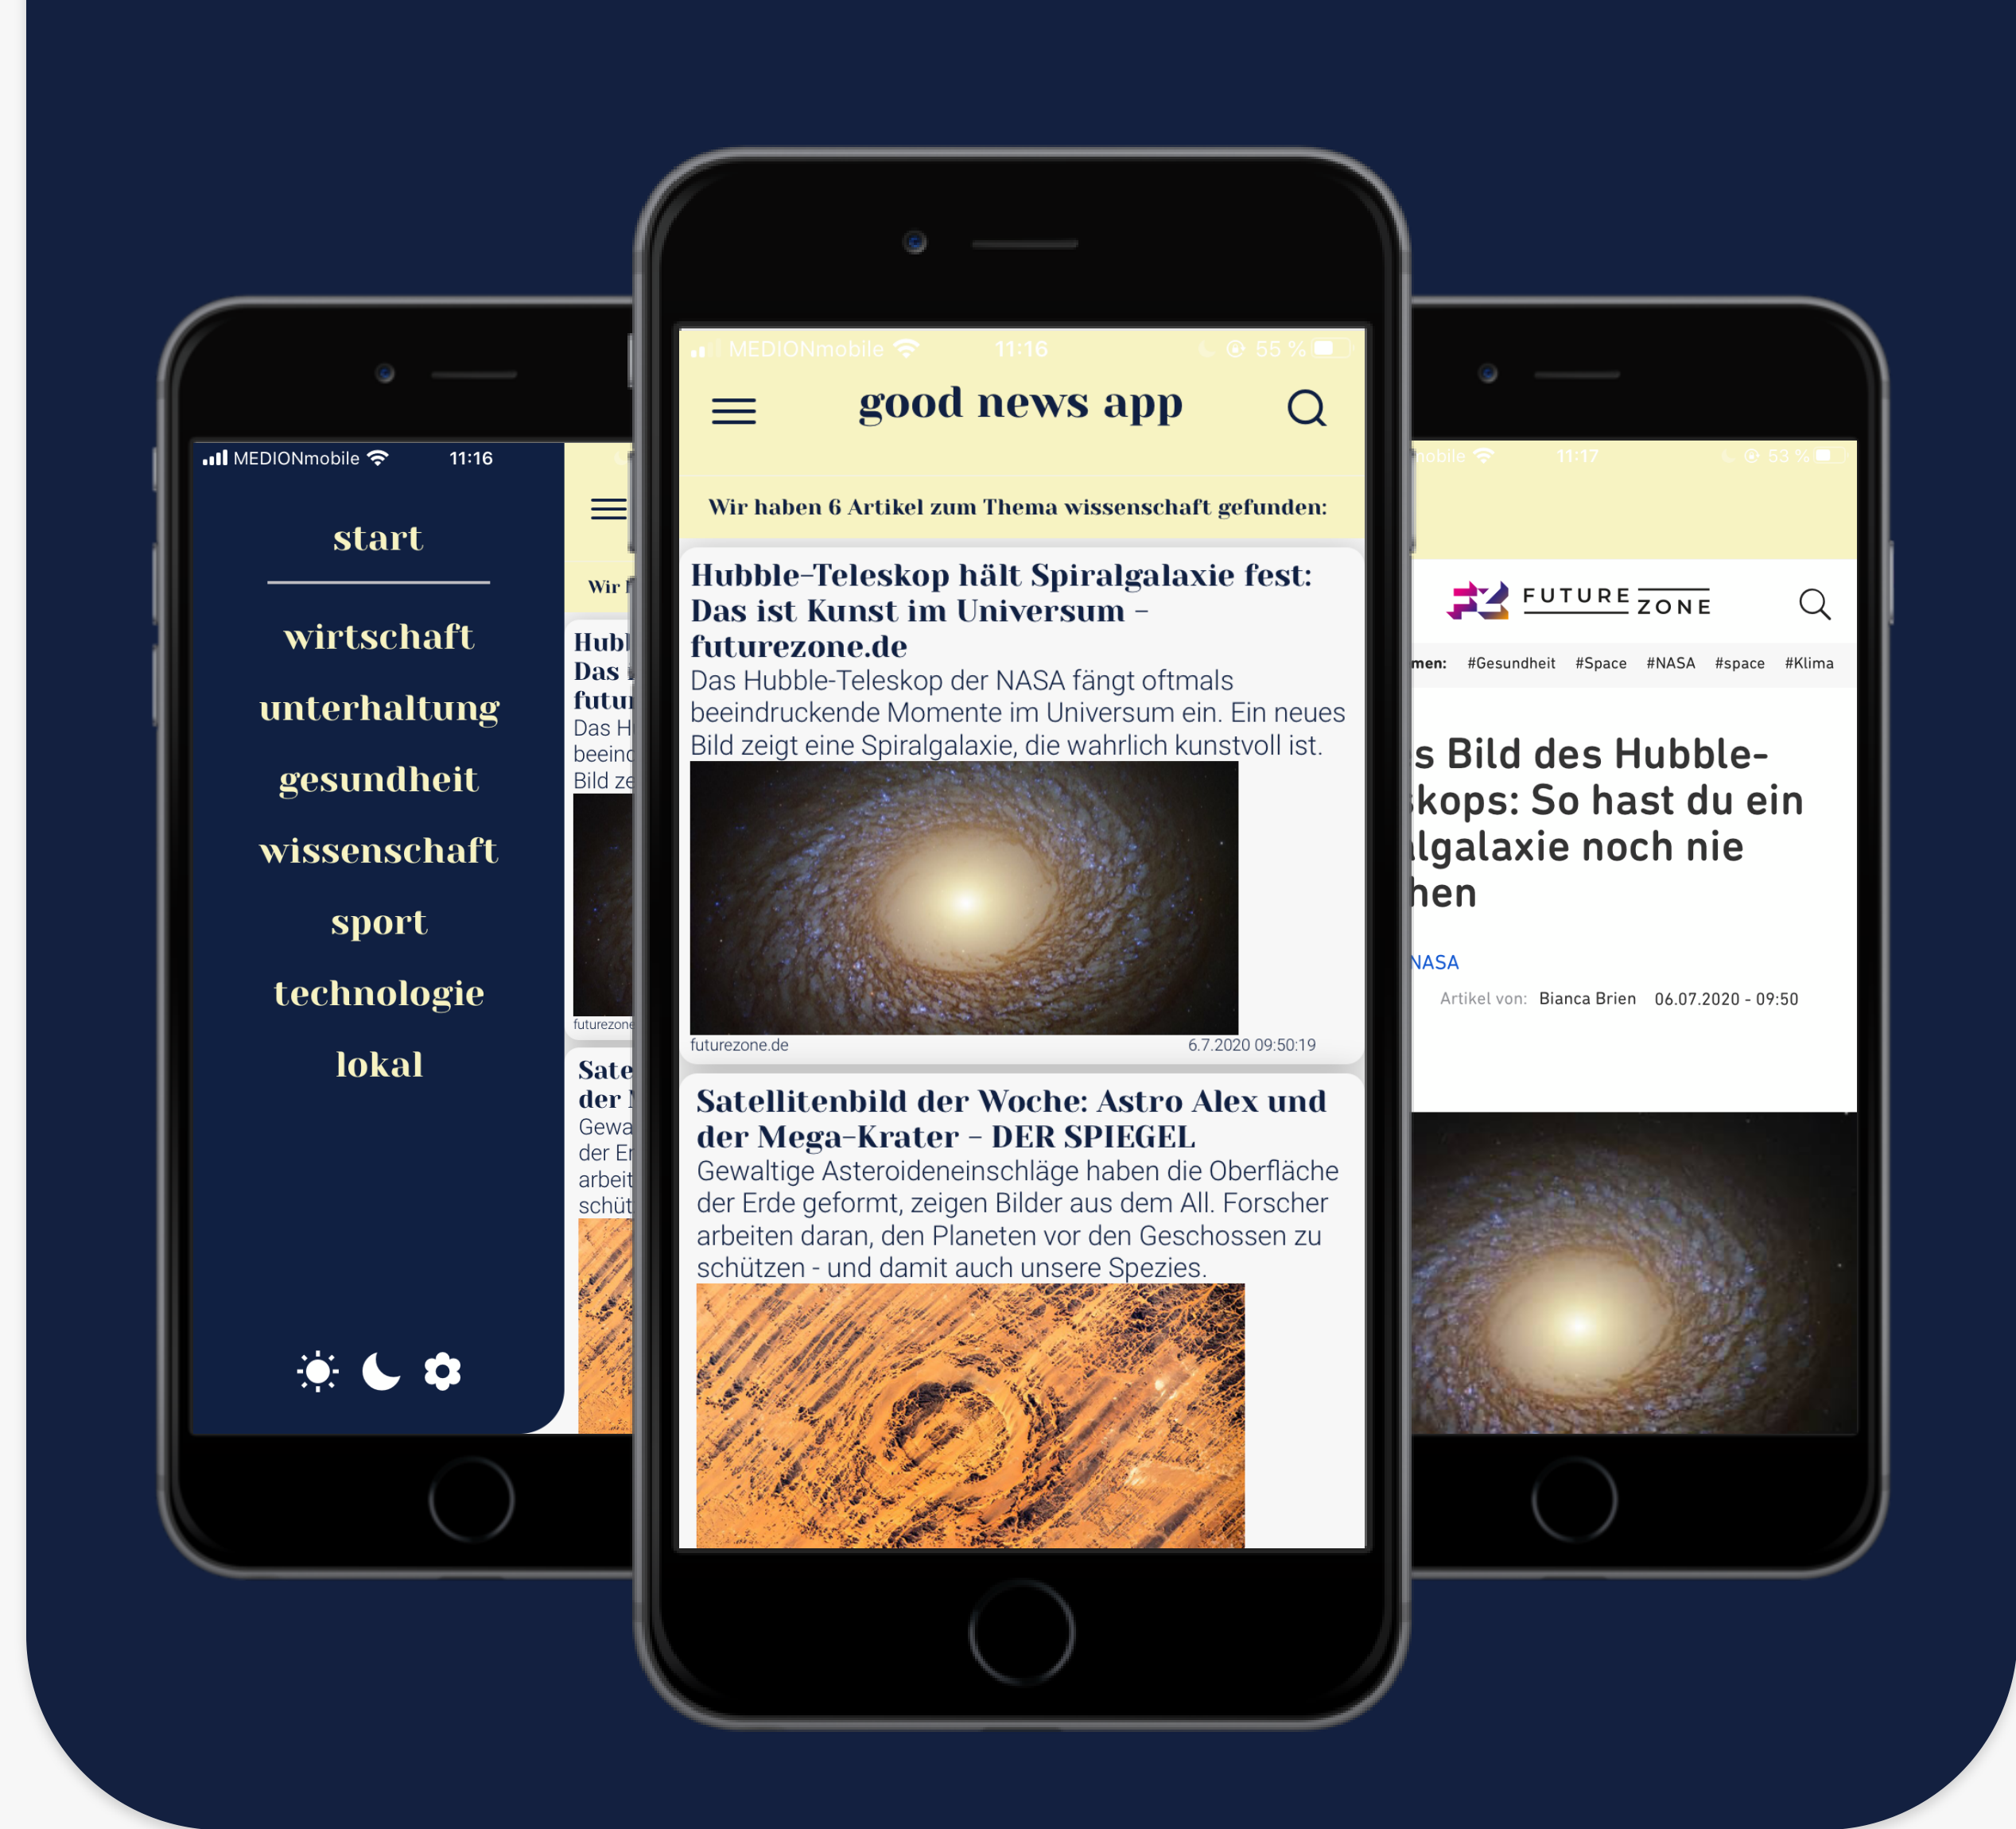 MEDIONmobile 11:16
start
wirtschaft
unterhaltung
gesundheit
wissenschaft
sport
technologie
lokal
Wir
Das
Das
der
Bild
der
MEDIONmobile 11:16 55 %
good news app
Wir haben 6 Artikel zum Thema wissenschaft gefunden:
Hubble-Teleskop hält Spiralgalaxie fest:
Das ist Kunst im Universum –
futurezone.de
Das Hubble-Teleskop der NASA fängt oftmals
beeindruckende Momente im Universum ein. Ein neues
Bild zeigt eine Spiralgalaxie, die wahrlich kunstvoll ist.
futurezone.de 6.7.2020 09:50:19
Satellitenbild der Woche: Astro Alex und
der Mega-Krater – DER SPIEGEL
Gewaltige Asteroideneinschläge haben die Oberfläche
der Erde geformt, zeigen Bilder aus dem All. Forscher
arbeiten daran, den Planeten vor den Geschossen zu
schützen - und damit auch unsere Spezies.
11:17 53 %
FUTURE ZONE
#Gesundheit #Space #NASA #space #Klima
Bild des Hubble-
So hast du ein
noch nie
NASA
Artikel von: Bianca Brien 06.07.2020 - 09:50